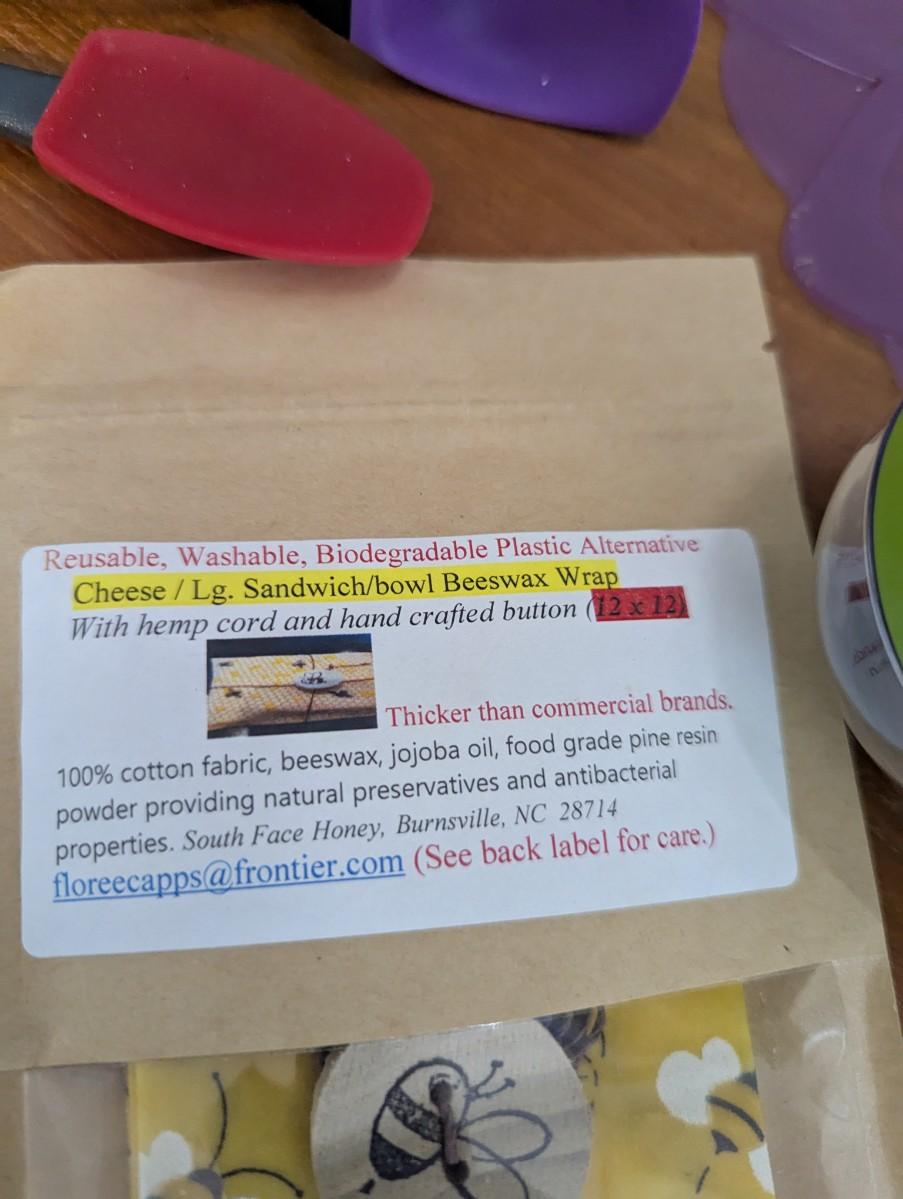 Reusable, Washable, Biodegradable Plastic Alternative
Cheese / Lg. Sandwich/bowl Beeswax Wrap
With hemp cord and hand crafted button (12 x 12)
Thicker than commercial brands.
100% cotton fabric, beeswax, jojoba oil, food grade pine resin
powder providing natural preservatives and antibacterial
properties. South Face Honey, Burnsville, NC 28714
floreecapps@frontier.com (See back label for care.)